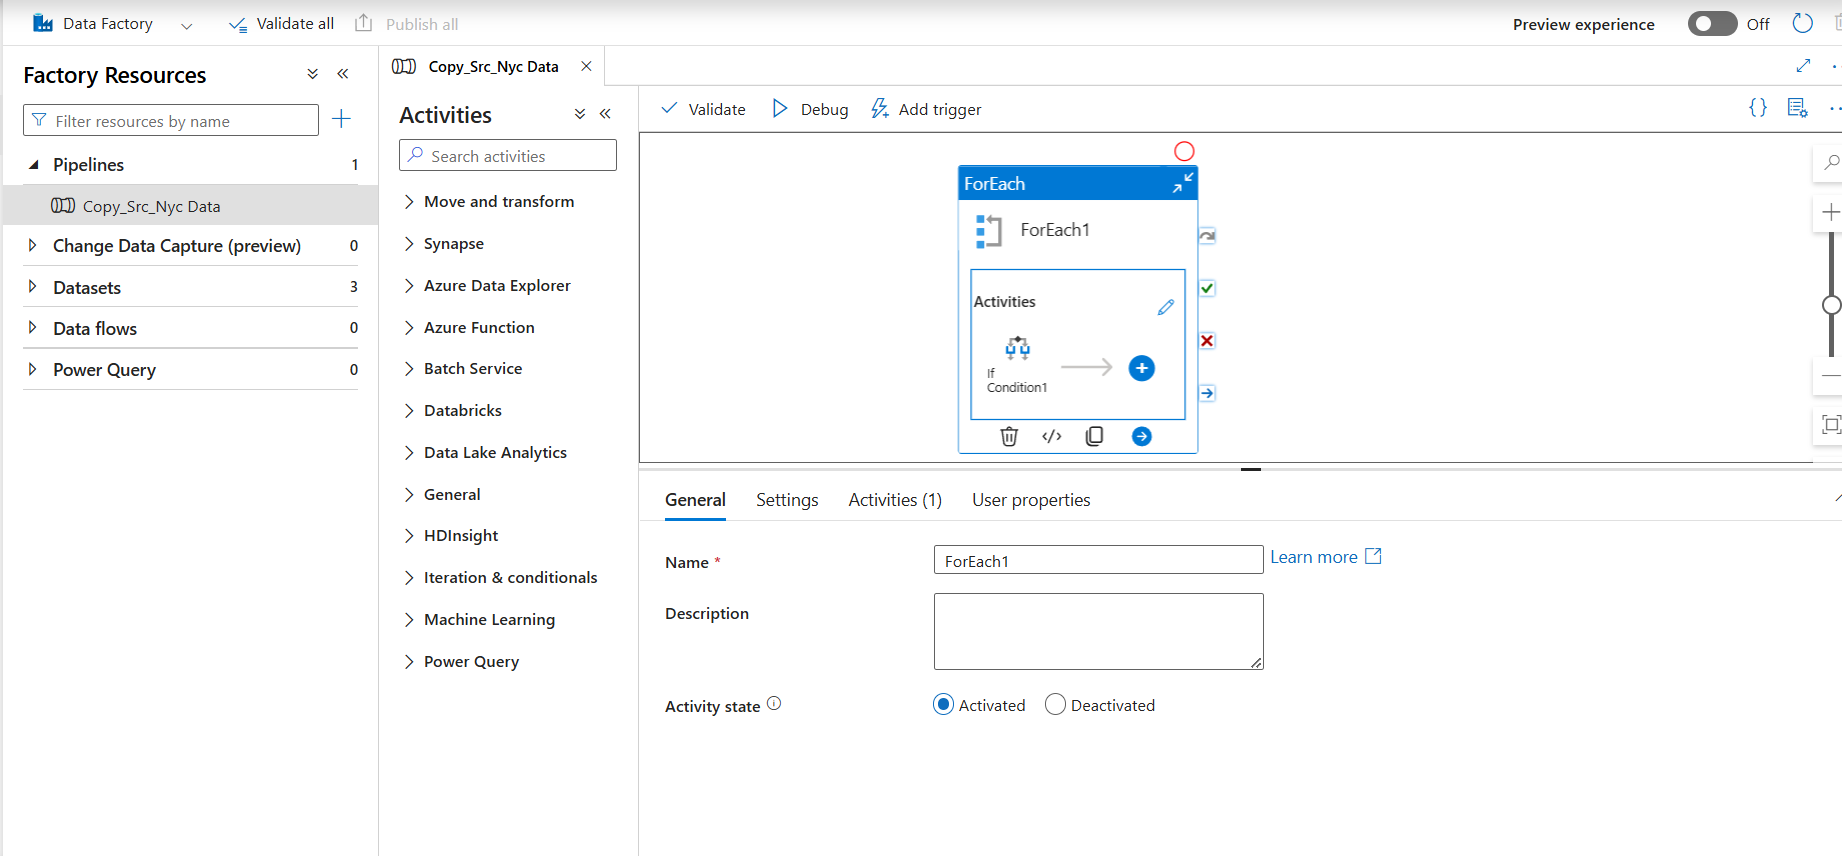 Data Factory
Validate all
Publish all
Preview experience
Off
Factory Resources
Filter resources by name
Pipelines 1
Copy_Src_Nyc Data
Change Data Capture (preview) 0
Datasets 3
Data flows 0
Power Query 0
Copy_Src_Nyc Data
Activities
Search activities
Move and transform
Synapse
Azure Data Explorer
Azure Function
Batch Service
Databricks
Data Lake Analytics
General
HDInsight
Iteration & conditionals
Machine Learning
Power Query
Validate
Debug
Add trigger
ForEach
ForEach1
Activities
If
Condition1
General
Settings
Activities (1)
User properties
Name *
ForEach1
Learn more
Description
Activity state
Activated
Deactivated